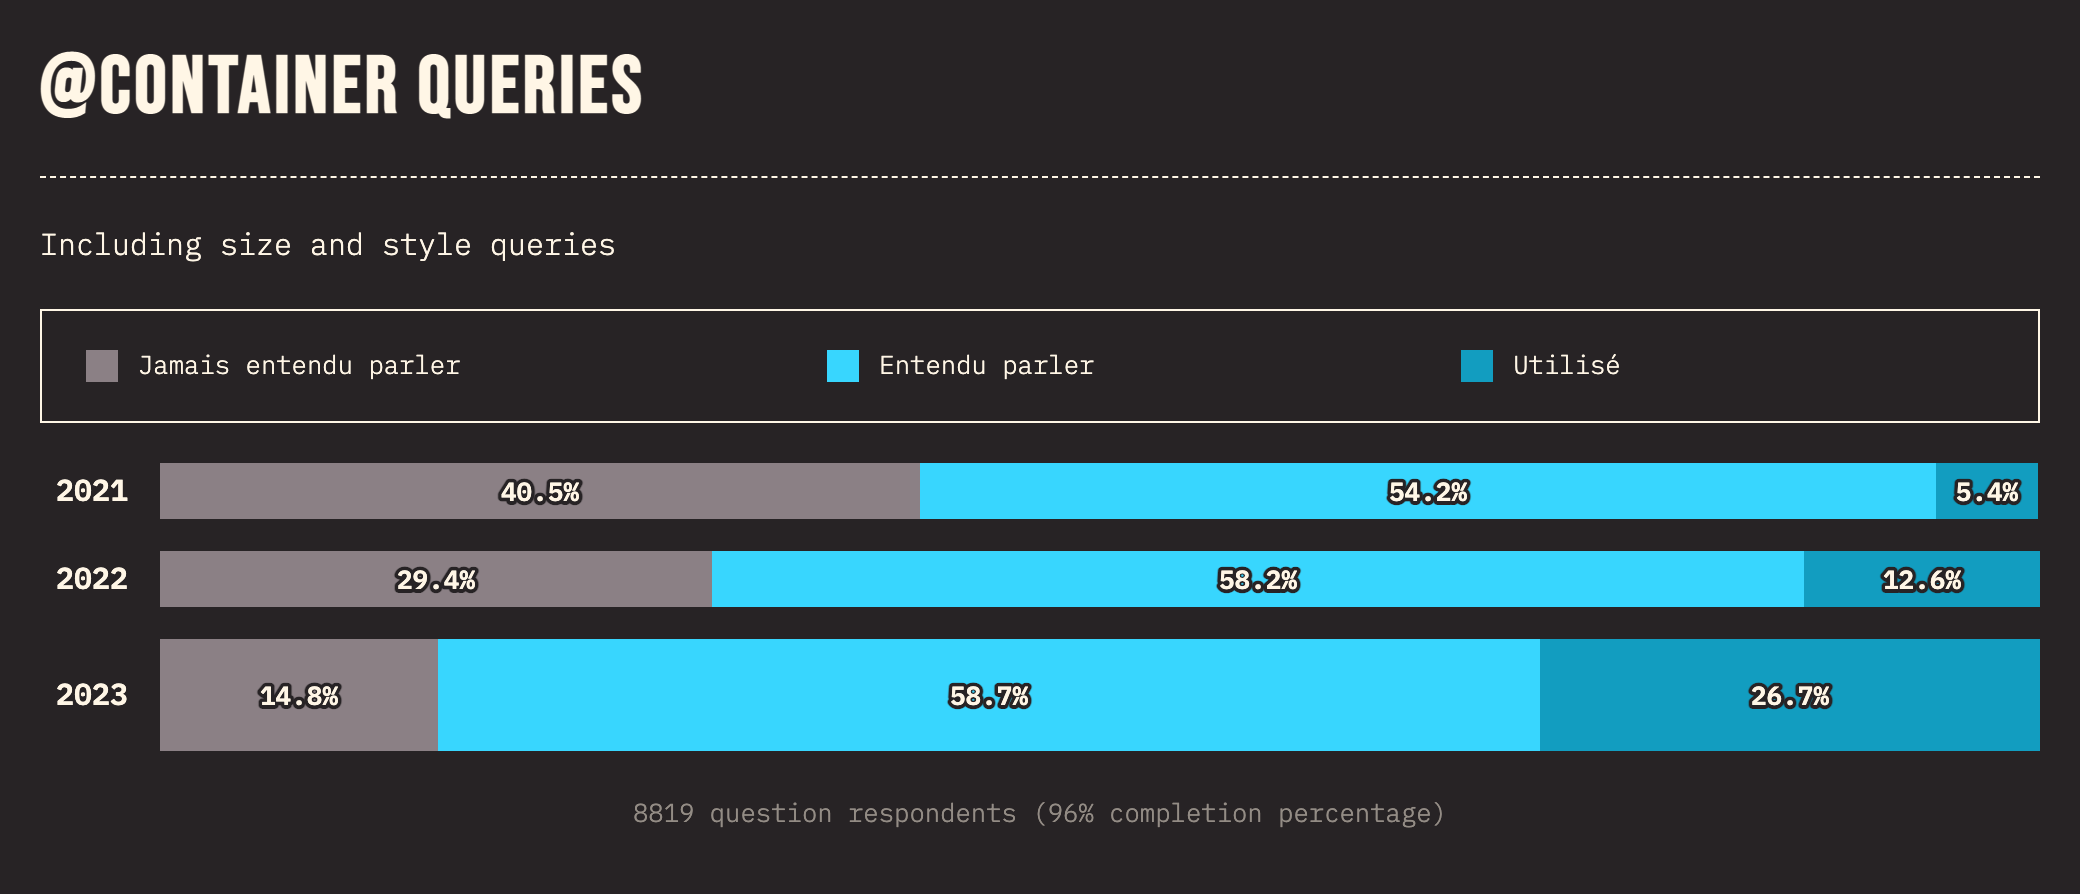 @CONTAINER QUERIES
Including size and style queries
Jamais entendu parler Entendu parler Utilisé
2021 40.5% 54.2% 5.4%
2022 29.4% 58.2% 12.6%
2023 14.8% 58.7% 26.7%
8819 question respondents (96% completion percentage)